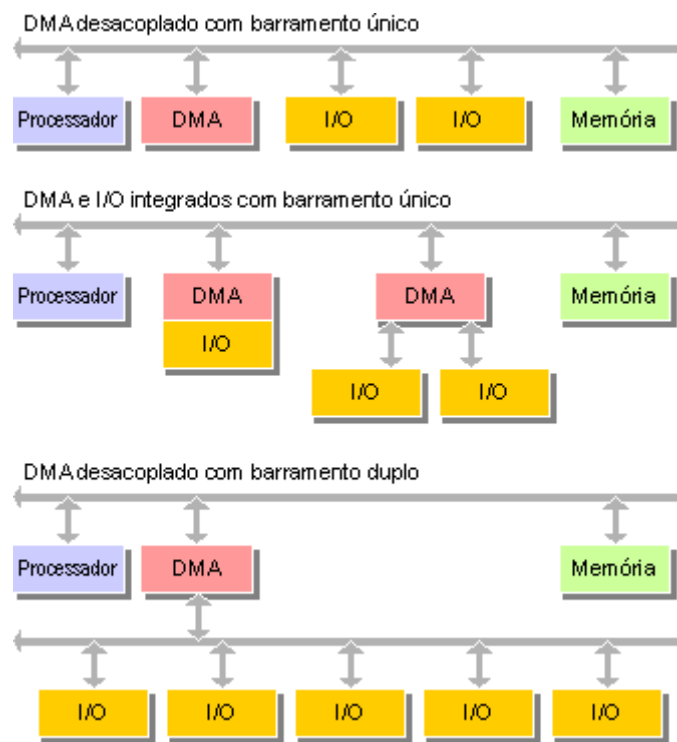 DMA desacoplado com barramento único
Processador DMA I/O I/O Memória
DMA e I/O integrados com barramento único
Processador DMA DMA Memória
I/O
I/O I/O
DMA desacoplado com barramento duplo
Processador DMA Memória
I/O I/O I/O I/O I/O